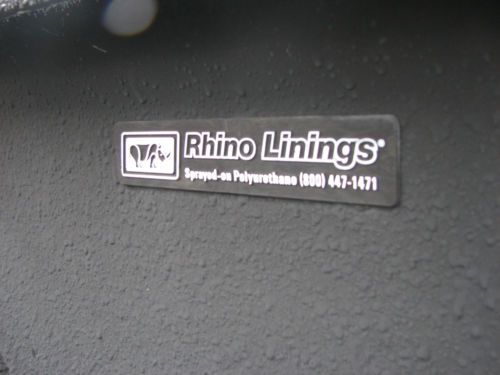 Rhino Linings®
Sprayed-on Polyurethane (800) 447-1471